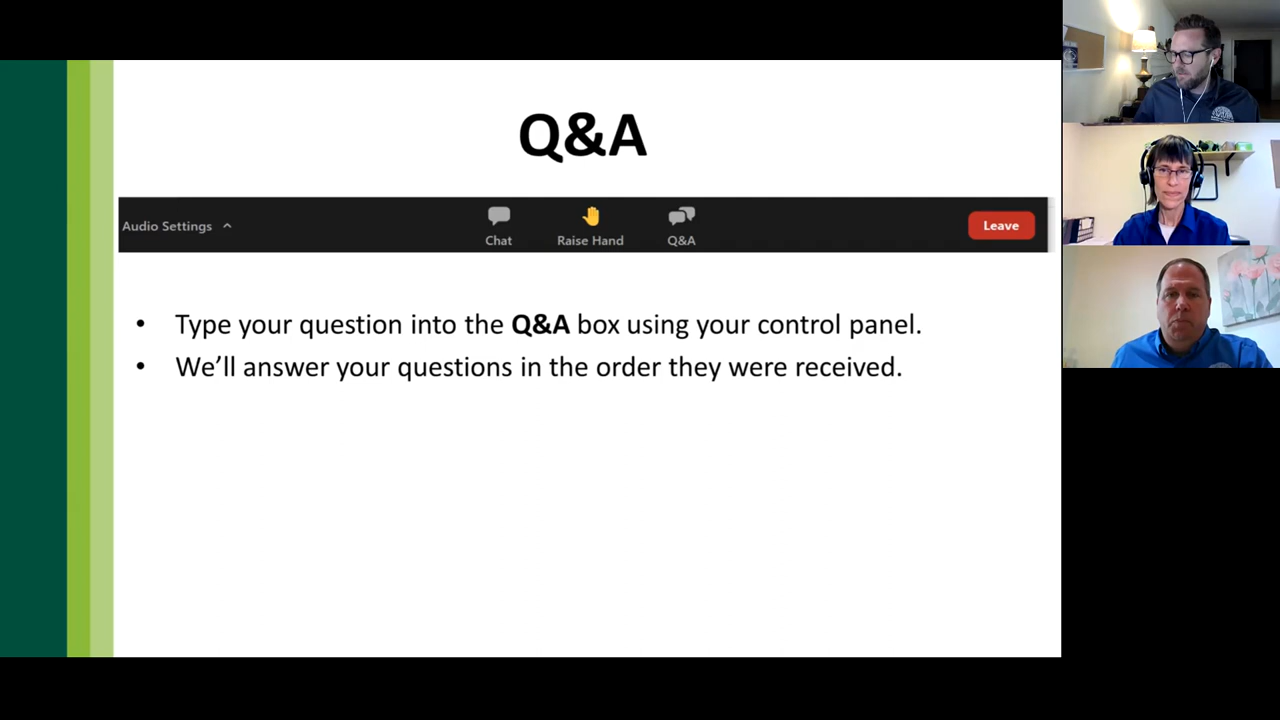 Q&A
Audio Settings
Chat
Raise Hand
Q&A
Leave
• Type your question into the Q&A box using your control panel.
• We’ll answer your questions in the order they were received.